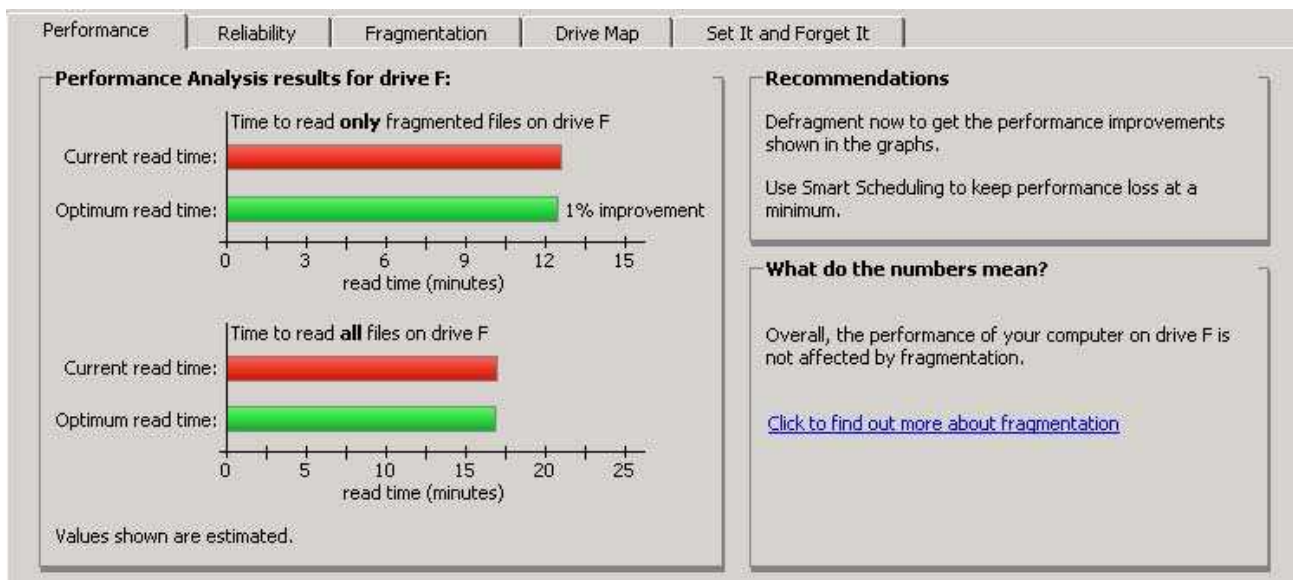 Performance
Reliability
Fragmentation
Drive Map
Set It and Forget It
Performance Analysis results for drive F:
Time to read only fragmented files on drive F
Current read time:
Optimum read time:
1% improvement
0 3 6 9 12 15
read time (minutes)
Time to read all files on drive F
Current read time:
Optimum read time:
0 5 10 15 20 25
read time (minutes)
Values shown are estimated.
Recommendations
Defragment now to get the performance improvements
shown in the graphs.
Use Smart Scheduling to keep performance loss at a
minimum.
What do the numbers mean?
Overall, the performance of your computer on drive F is
not affected by fragmentation.
Click to find out more about fragmentation